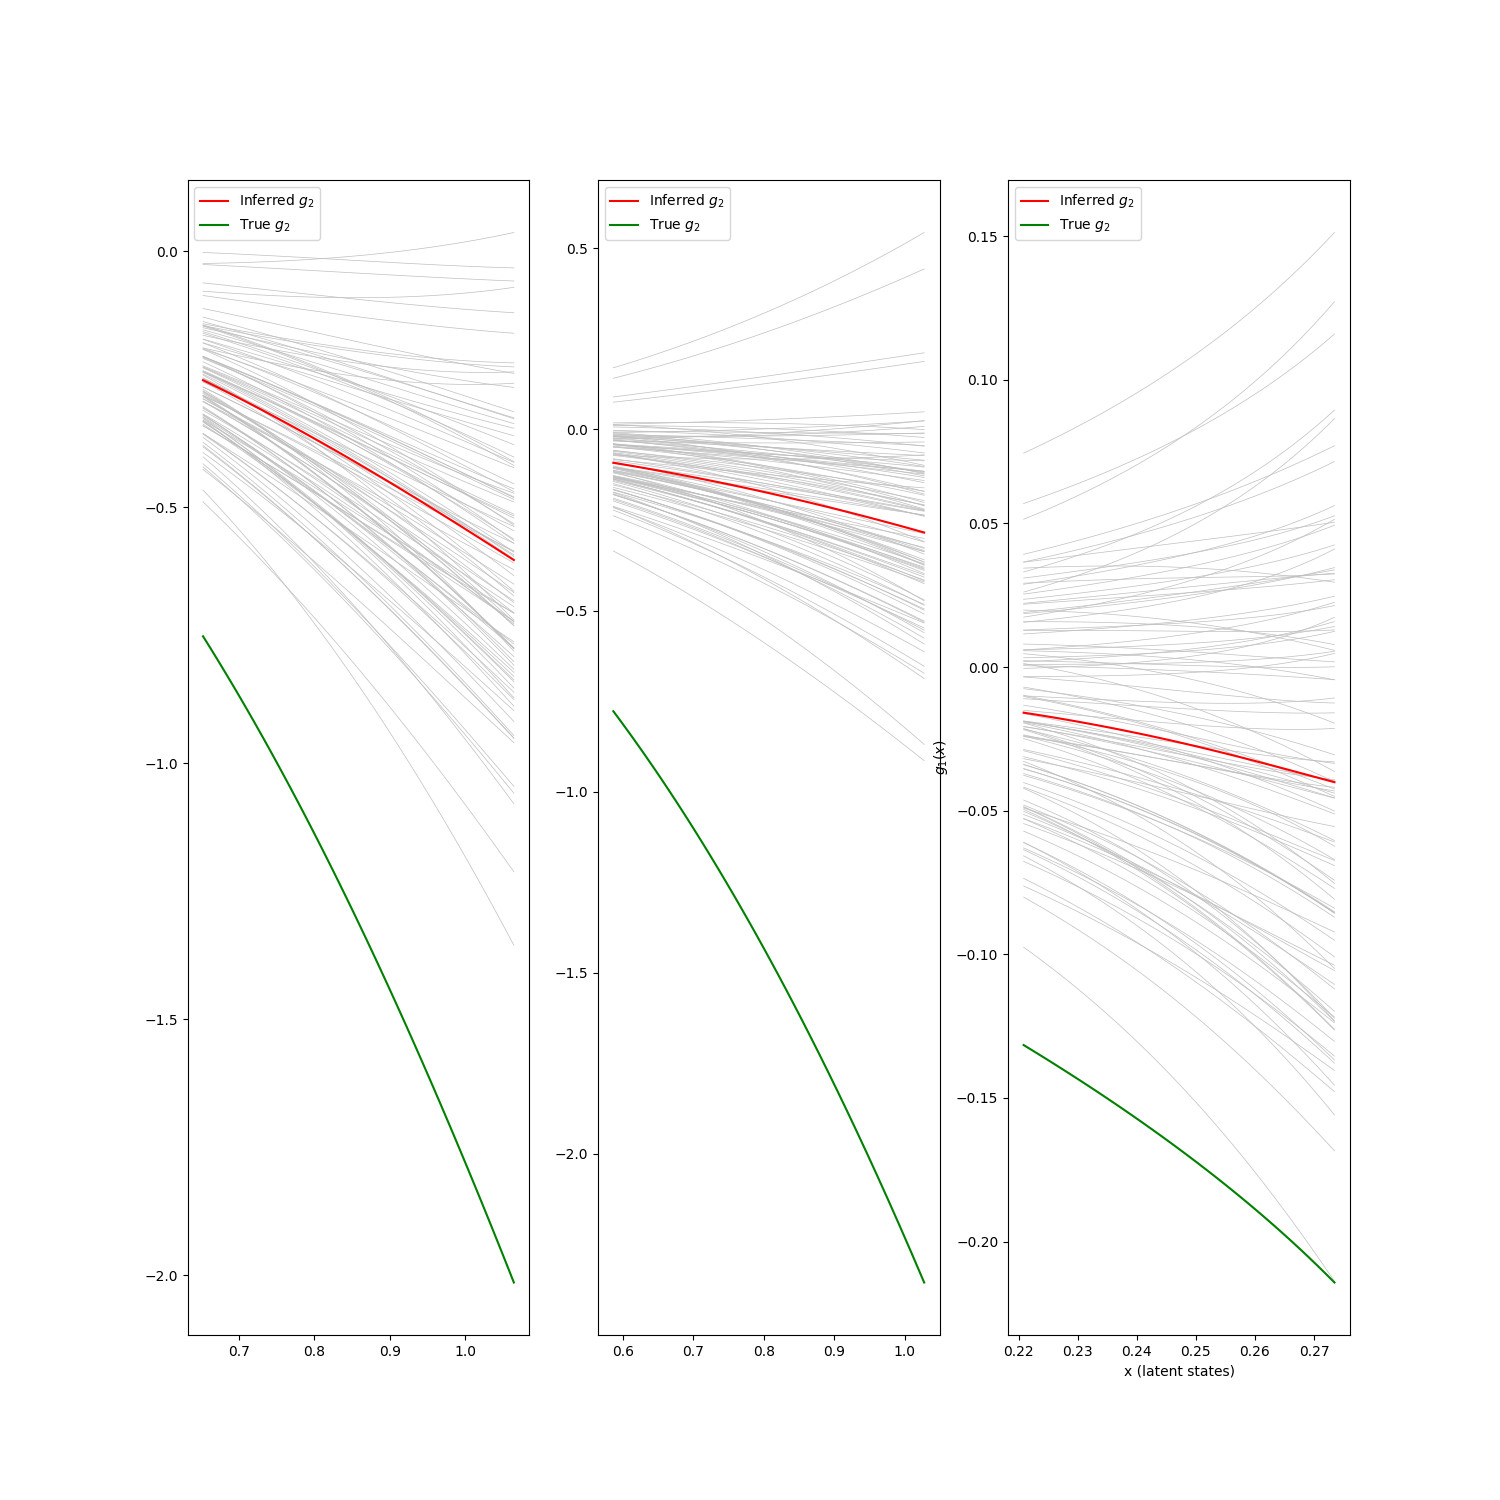 Inferred g₂
True g₂
0.0
−0.5
−1.0
−1.5
−2.0
0.7 0.8 0.9 1.0
Inferred g₂
True g₂
0.5
0.0
−0.5
−1.0
−1.5
−2.0
0.6 0.7 0.8 0.9 1.0
g₁(x)
Inferred g₂
True g₂
0.15
0.10
0.05
0.00
−0.05
−0.10
−0.15
−0.20
0.22 0.23 0.24 0.25 0.26 0.27
x (latent states)